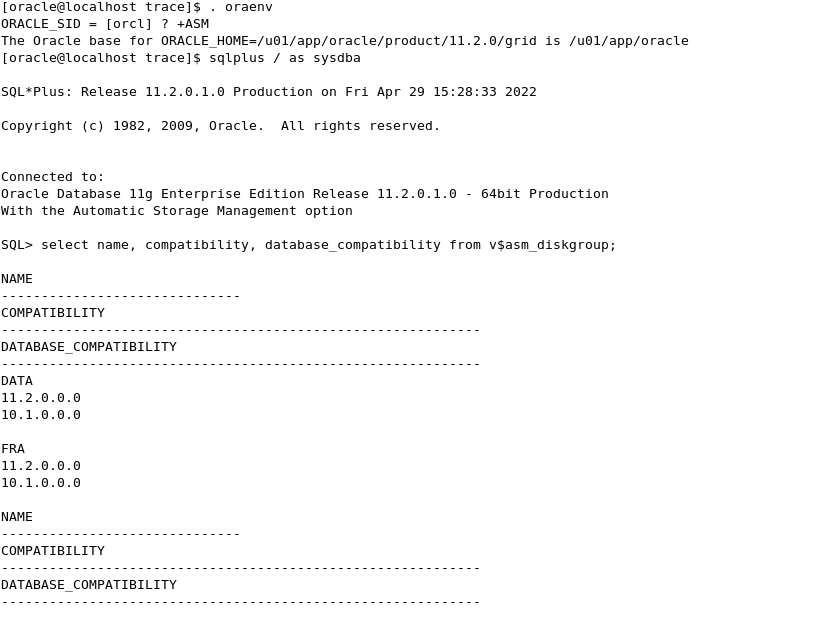 [oracle@localhost trace]$ . oraenv
ORACLE_SID = [orcl] ? +ASM
The Oracle base for ORACLE_HOME=/u01/app/oracle/product/11.2.0/grid is /u01/app/oracle
[oracle@localhost trace]$ sqlplus / as sysdba
SQL*Plus: Release 11.2.0.1.0 Production on Fri Apr 29 15:28:33 2022
Copyright (c) 1982, 2009, Oracle.  All rights reserved.
Connected to:
Oracle Database 11g Enterprise Edition Release 11.2.0.1.0 - 64bit Production
With the Automatic Storage Management option
SQL> select name, compatibility, database_compatibility from v$asm_diskgroup;
NAME
------------------------------
COMPATIBILITY
------------------------------------------------------------
DATABASE_COMPATIBILITY
------------------------------------------------------------
DATA
11.2.0.0.0
10.1.0.0.0
FRA
11.2.0.0.0
10.1.0.0.0
NAME
------------------------------
COMPATIBILITY
------------------------------------------------------------
DATABASE_COMPATIBILITY
------------------------------------------------------------